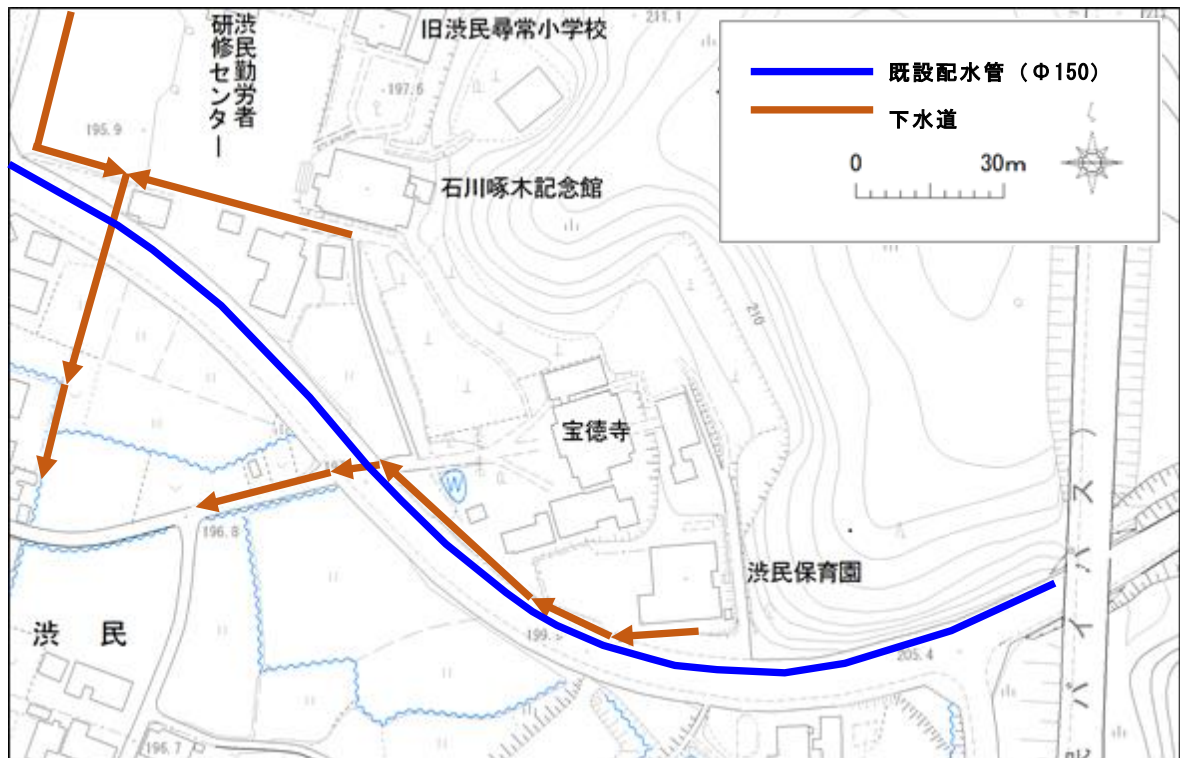 旧渋民尋常小学校
211.1
渋民勤労者
研修センター
197.6
195.9
石川啄木記念館
既設配水管（Φ150）
下水道
0 30m
210
宝徳寺
W
196.8
渋民保育園
渋 民
205.4
バイパス
196.7